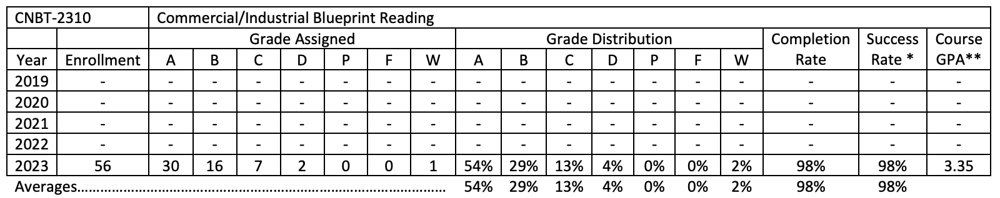 CNBT-2310 Commercial/Industrial Blueprint Reading
Grade Assigned Grade Distribution Completion Success Course
Year Enrollment A B C D P F W A B C D P F W Rate Rate * GPA**
2019 - - - - - - - - - - - - - - - - - -
2020 - - - - - - - - - - - - - - - - - -
2021 - - - - - - - - - - - - - - - - - -
2022 - - - - - - - - - - - - - - - - - -
2023 56 30 16 7 2 0 0 1 54% 29% 13% 4% 0% 0% 2% 98% 98% 3.35
Averages........................................................................................ 54% 29% 13% 4% 0% 0% 2% 98% 98%